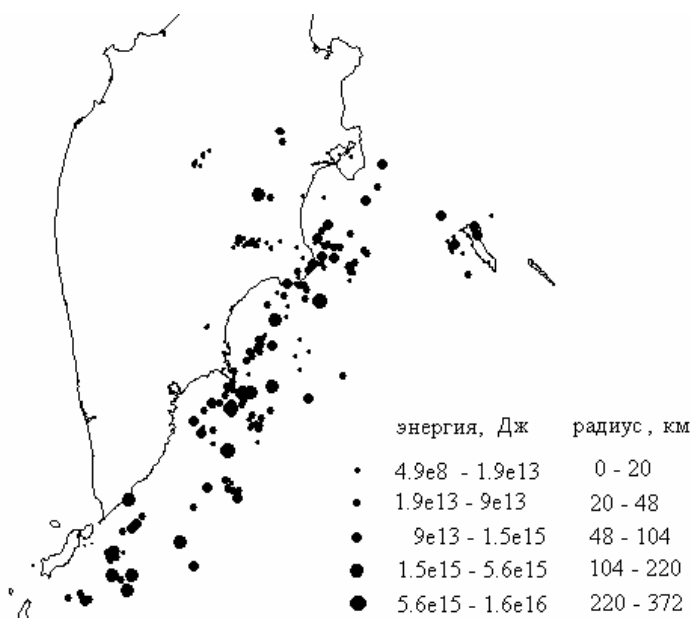 энергия, Дж радиус, км
4.9e8 - 1.9e13 0 - 20
1.9e13 - 9e13 20 - 48
9e13 - 1.5e15 48 - 104
1.5e15 - 5.6e15 104 - 220
5.6e15 - 1.6e16 220 - 372